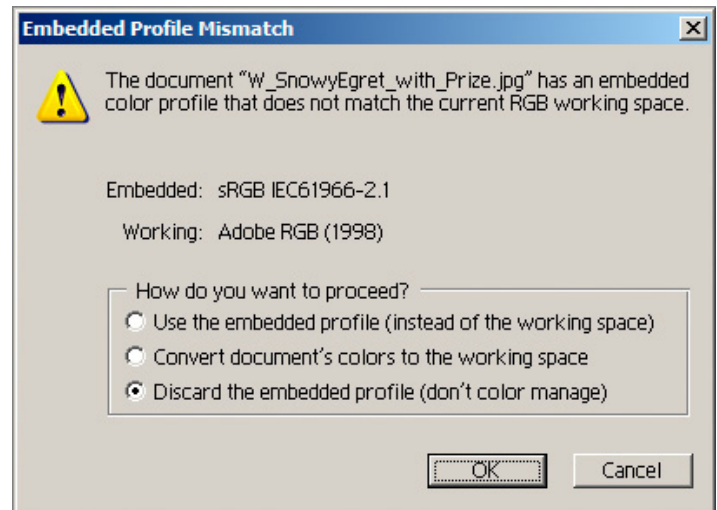 Embedded Profile Mismatch
The document “W_SnowyEgret_with_Prize.jpg” has an embedded
color profile that does not match the current RGB working space.
Embedded: sRGB IEC61966-2.1
Working: Adobe RGB (1998)
How do you want to proceed?
Use the embedded profile (instead of the working space)
Convert document’s colors to the working space
Discard the embedded profile (don’t color manage)
OK Cancel